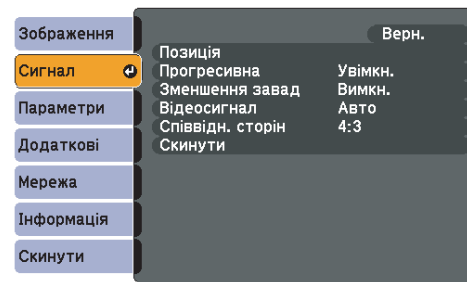 Зображення
Сигнал
Параметри
Додаткові
Мережа
Інформація
Скинути
Верн.
Позиція
Прогресивна Увімкн.
Зменшення завад Вимкн.
Відеосигнал Авто
Співвідн. сторін 4:3
Скинути